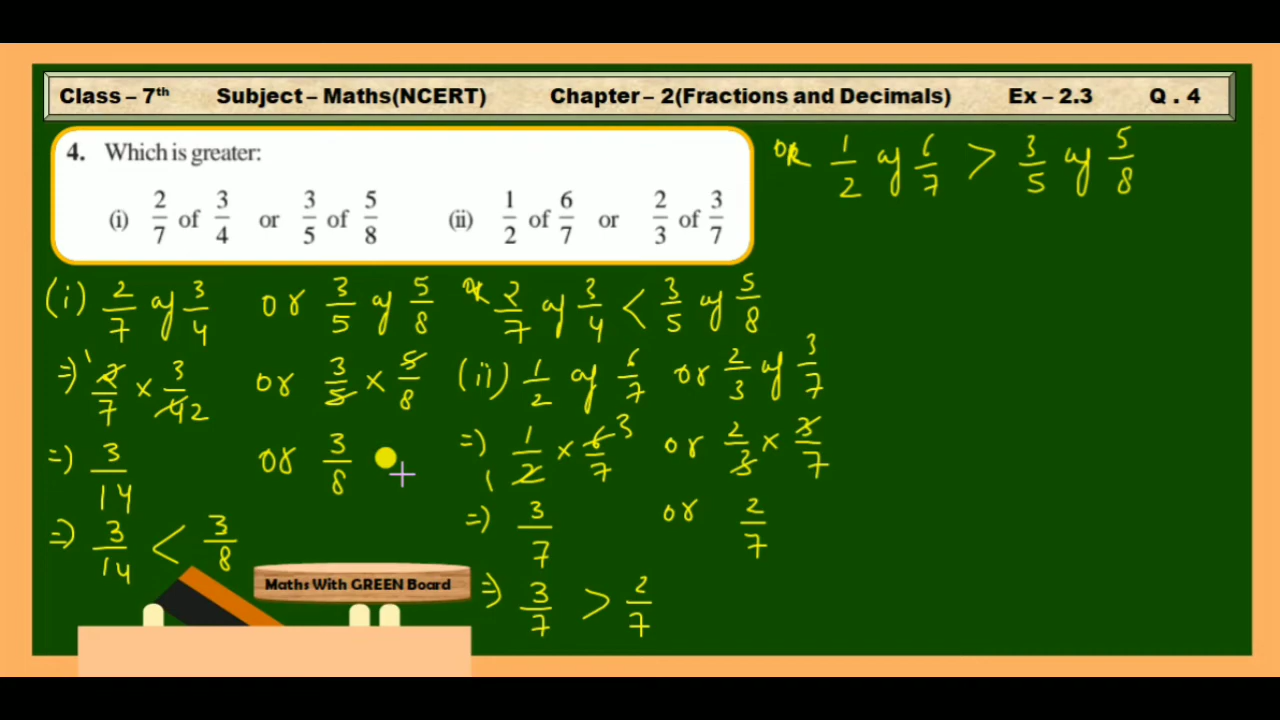 Class – 7th Subject – Maths(NCERT) Chapter – 2(Fractions and Decimals) Ex – 2.3 Q . 4
4. Which is greater:
(i) 2/7 of 3/4 or 3/5 of 5/8 (ii) 1/2 of 6/7 or 2/3 of 3/7
(i) 2/7 of 3/4 or 3/5 of 5/8
=) 1 2/7 × 3/4 2 or 3/5 × 5/8
=) 3/14 or 3/8
=) 3/14 < 3/8
or 2/7 of 3/4 < 3/5 of 5/8
(ii) 1/2 of 6/7 or 2/3 of 3/7
=) 1/2 1 × 6/7 3 or 2/3 × 3/7
=) 3/7 or 2/7
=) 3/7 > 2/7
OR 1/2 of 6/7 > 3/5 of 5/8
Maths With GREEN Board